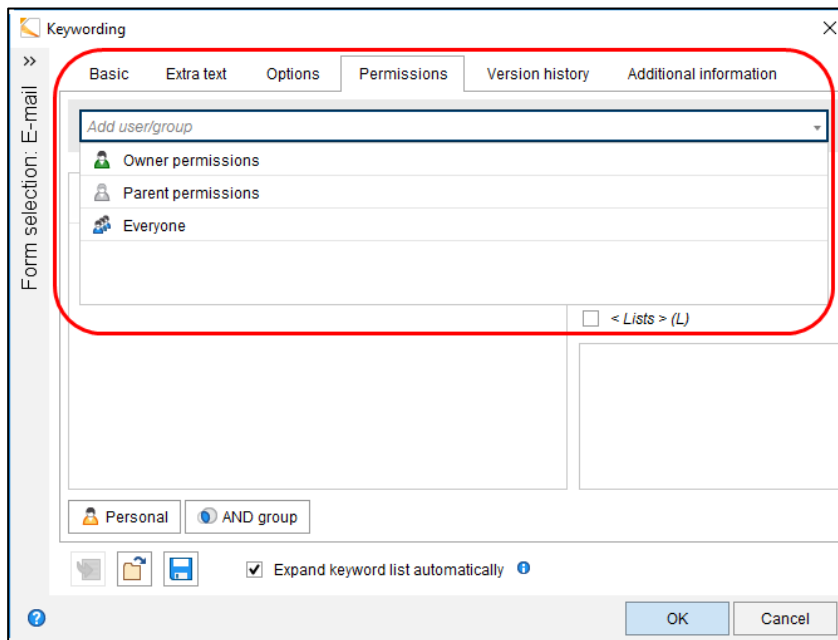 Keywording
Form selection: E-mail
Basic Extra text Options Permissions Version history Additional information
Add user/group
Owner permissions
Parent permissions
Everyone
< Lists > (L)
Personal AND group
Expand keyword list automatically
OK Cancel